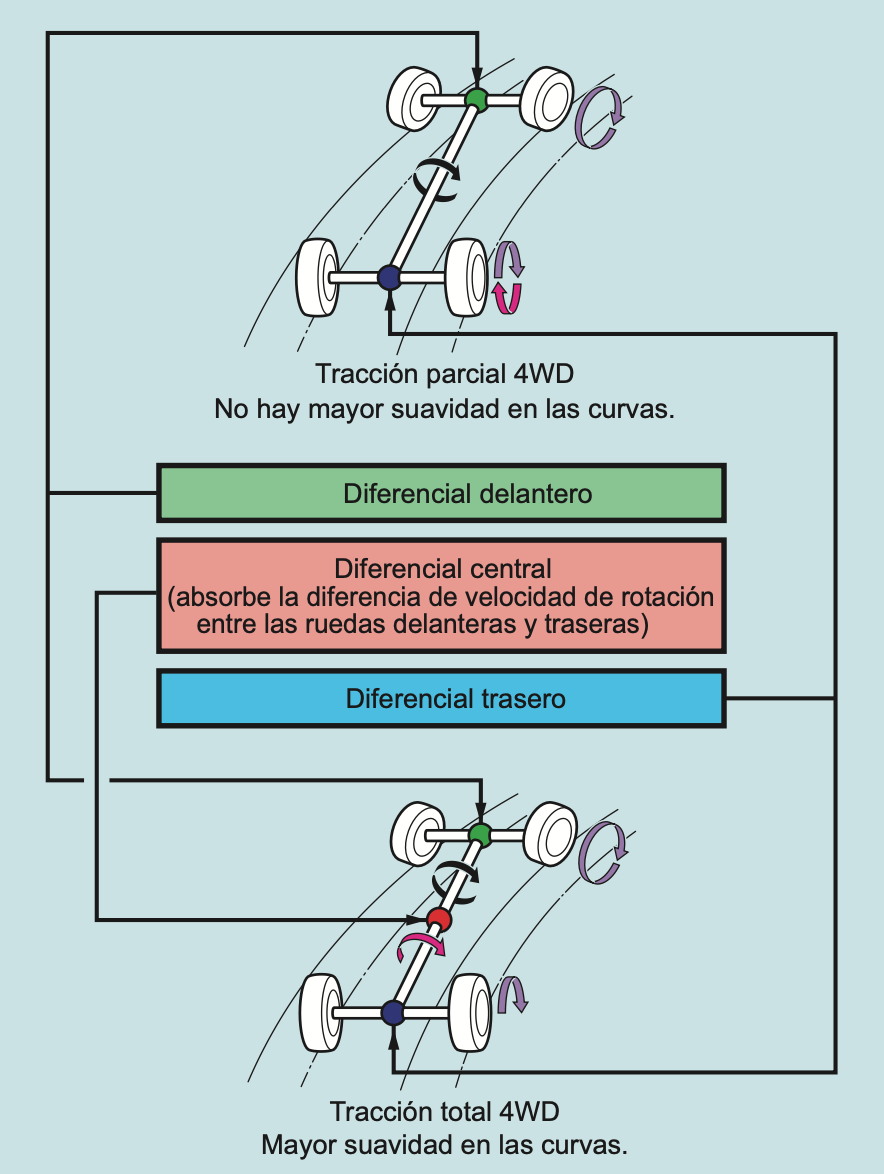 Tracción parcial 4WD
No hay mayor suavidad en las curvas.
Diferencial delantero
Diferencial central
(absorbe la diferencia de velocidad de rotación
entre las ruedas delanteras y traseras)
Diferencial trasero
Tracción total 4WD
Mayor suavidad en las curvas.